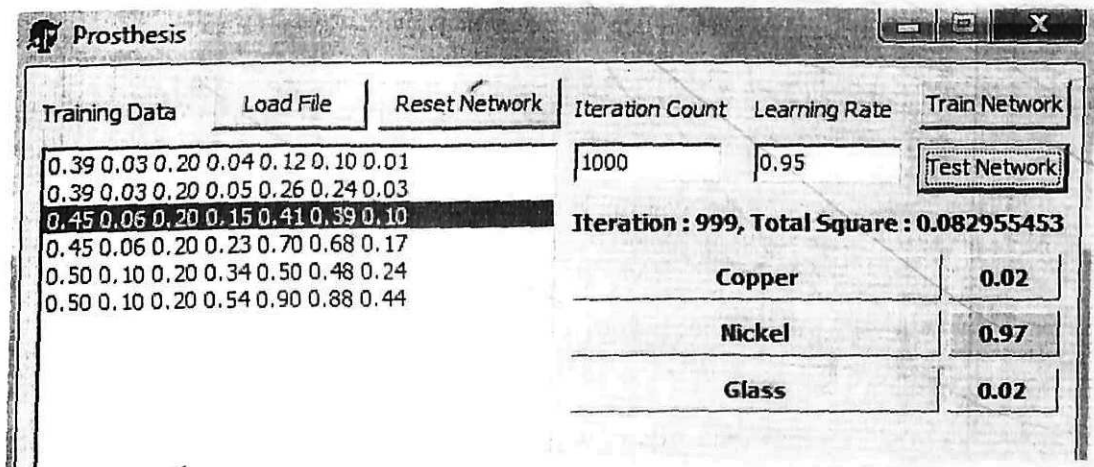 Prosthesis
Training Data Load File Reset Network Iteration Count Learning Rate Train Network
1000 0.95 Test Network
0.39 0.03 0.20 0.04 0.12 0.10 0.01
0.39 0.03 0.20 0.05 0.26 0.24 0.03
0.45 0.06 0.20 0.15 0.41 0.39 0.10
0.45 0.06 0.20 0.23 0.70 0.68 0.17
0.50 0.10 0.20 0.34 0.50 0.48 0.24
0.50 0.10 0.20 0.54 0.90 0.88 0.44
Iteration : 999, Total Square : 0.082955453
Copper 0.02
Nickel 0.97
Glass 0.02